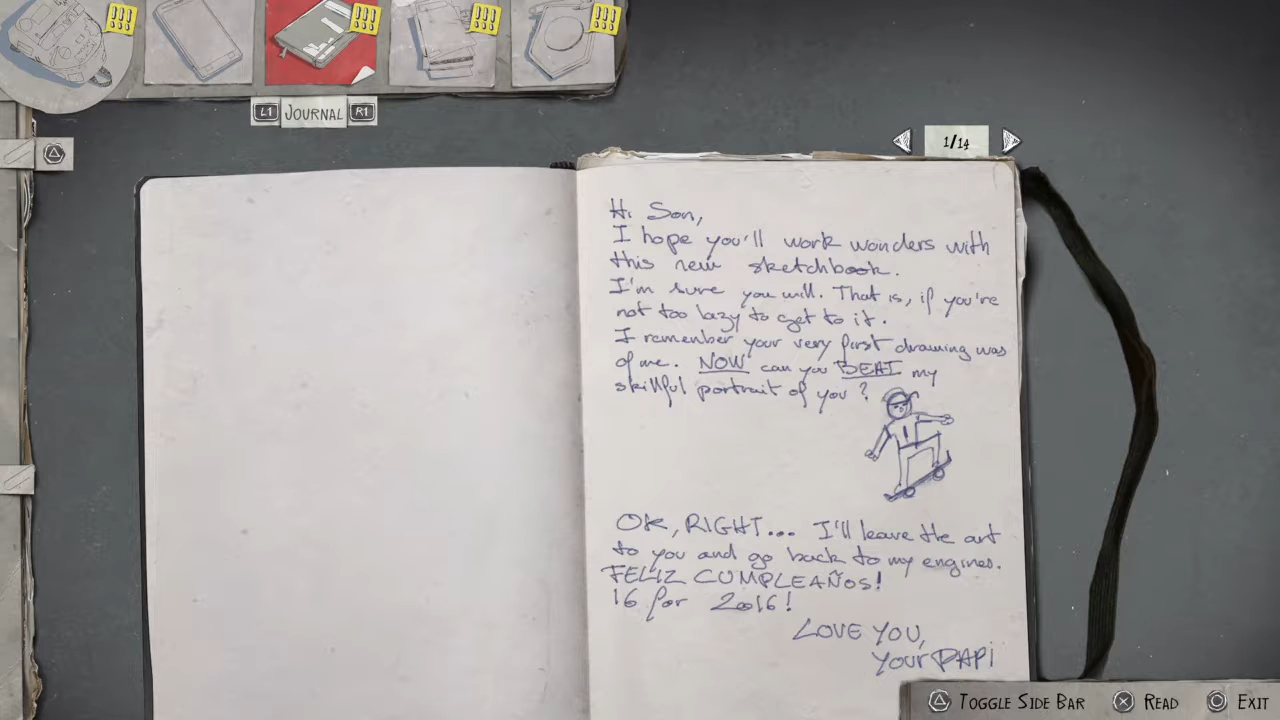 L1 JOURNAL R1
1/14
Hi Son,
I hope you'll work wonders with
this new sketchbook.
I'm sure you will. That is, if you're
not too lazy to get to it.
I remember your very first drawing was
of me. NOW can you BEAT my
skillful portrait of you?
OK, RIGHT... I'll leave the art
to you and go back to my engines.
FELIZ CUMPLEAÑOS!
16 for 2016!
LOVE YOU,
Your PAPI
TOGGLE SIDE BAR READ EXIT